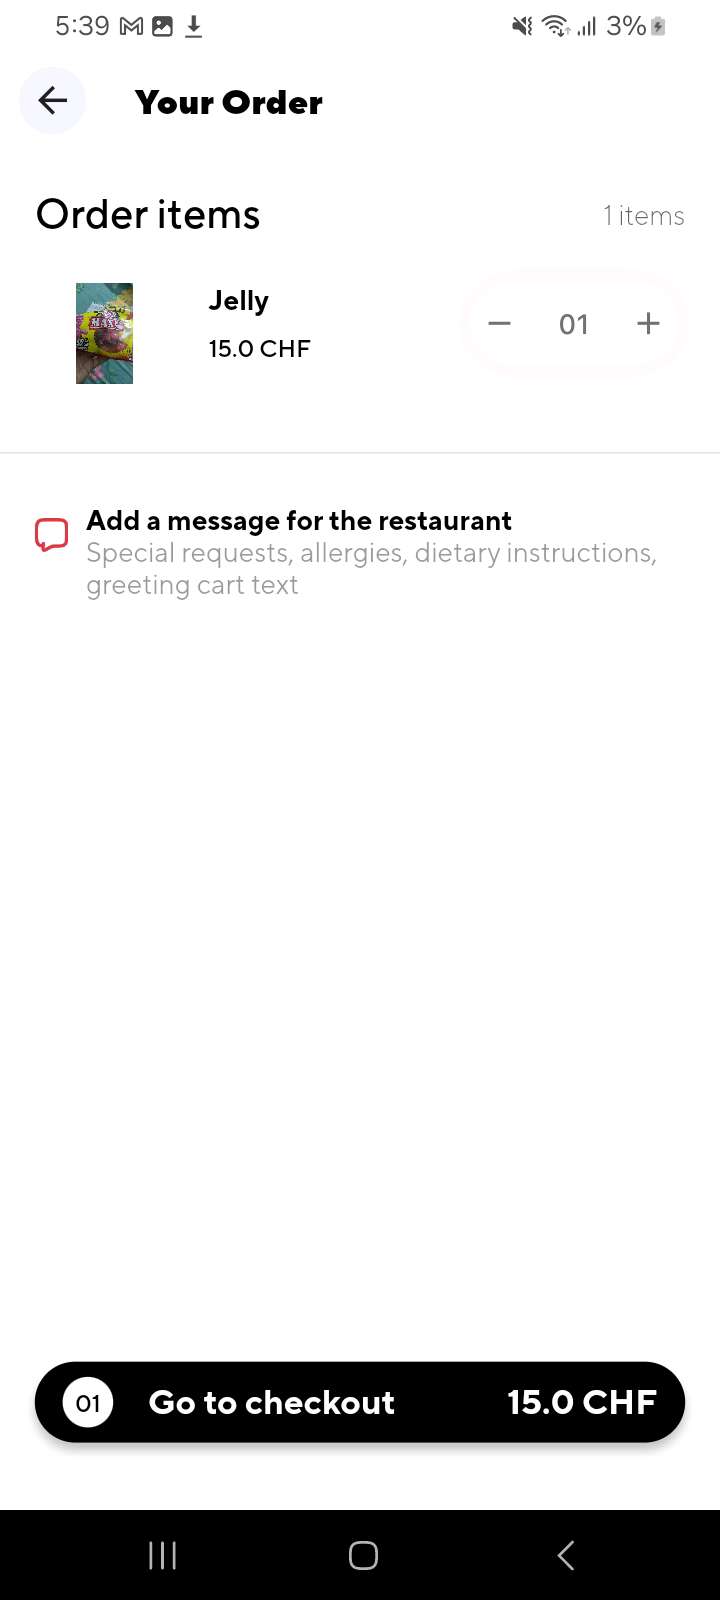 5:39 3%
Your Order
Order items 1 items
Jelly
15.0 CHF
01
Add a message for the restaurant
Special requests, allergies, dietary instructions,
greeting cart text
01 Go to checkout 15.0 CHF